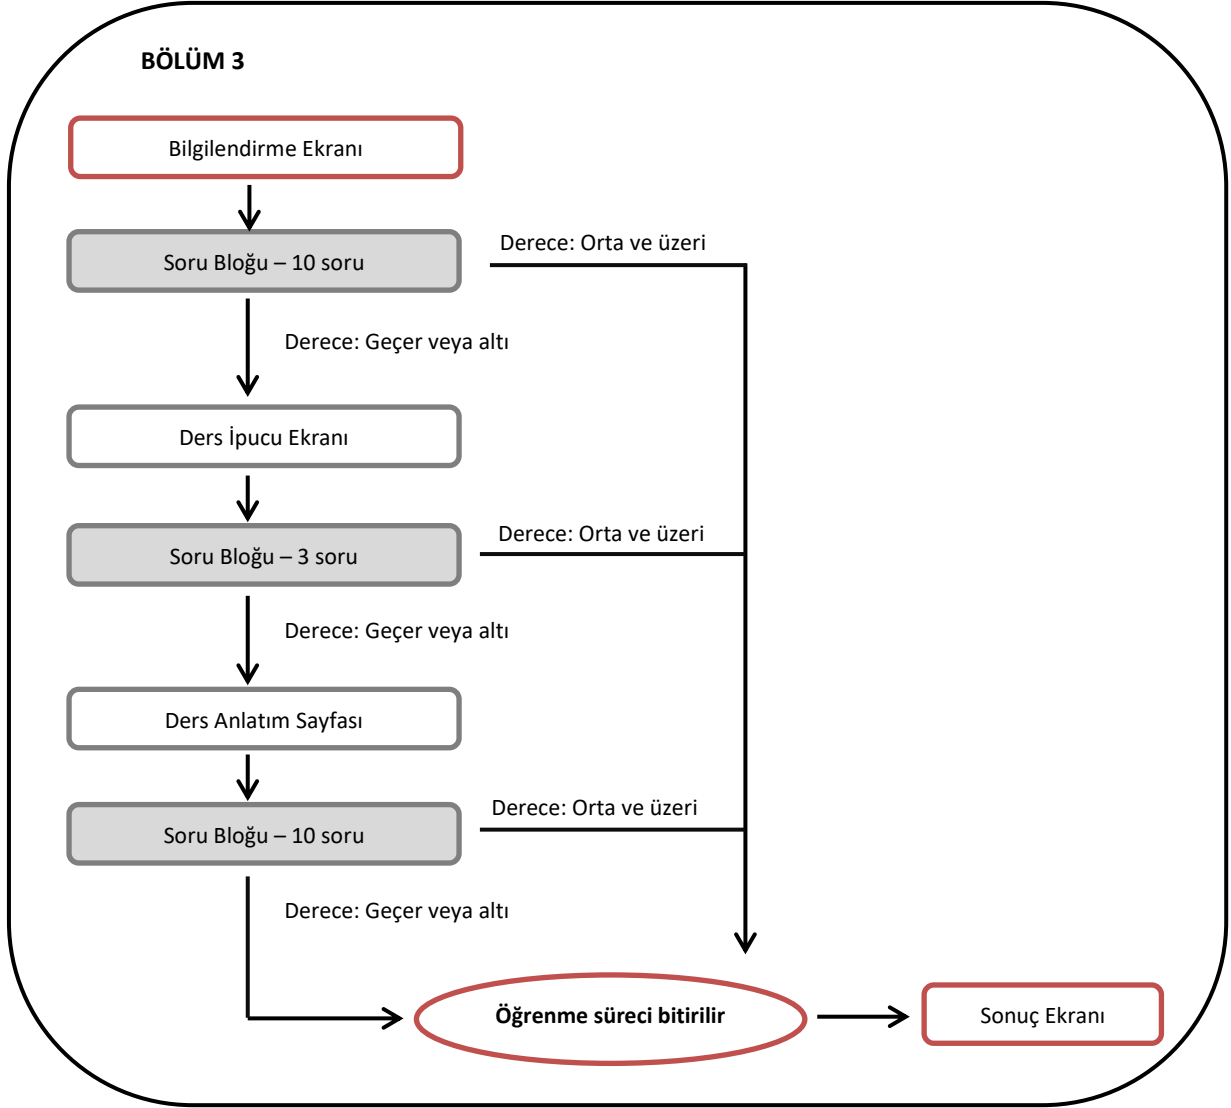 BÖLÜM 3
Bilgilendirme Ekranı
Soru Bloğu – 10 soru
Derece: Orta ve üzeri
Derece: Geçer veya altı
Ders İpucu Ekranı
Soru Bloğu – 3 soru
Derece: Orta ve üzeri
Derece: Geçer veya altı
Ders Anlatım Sayfası
Soru Bloğu – 10 soru
Derece: Orta ve üzeri
Derece: Geçer veya altı
Öğrenme süreci bitirilir
Sonuç Ekranı